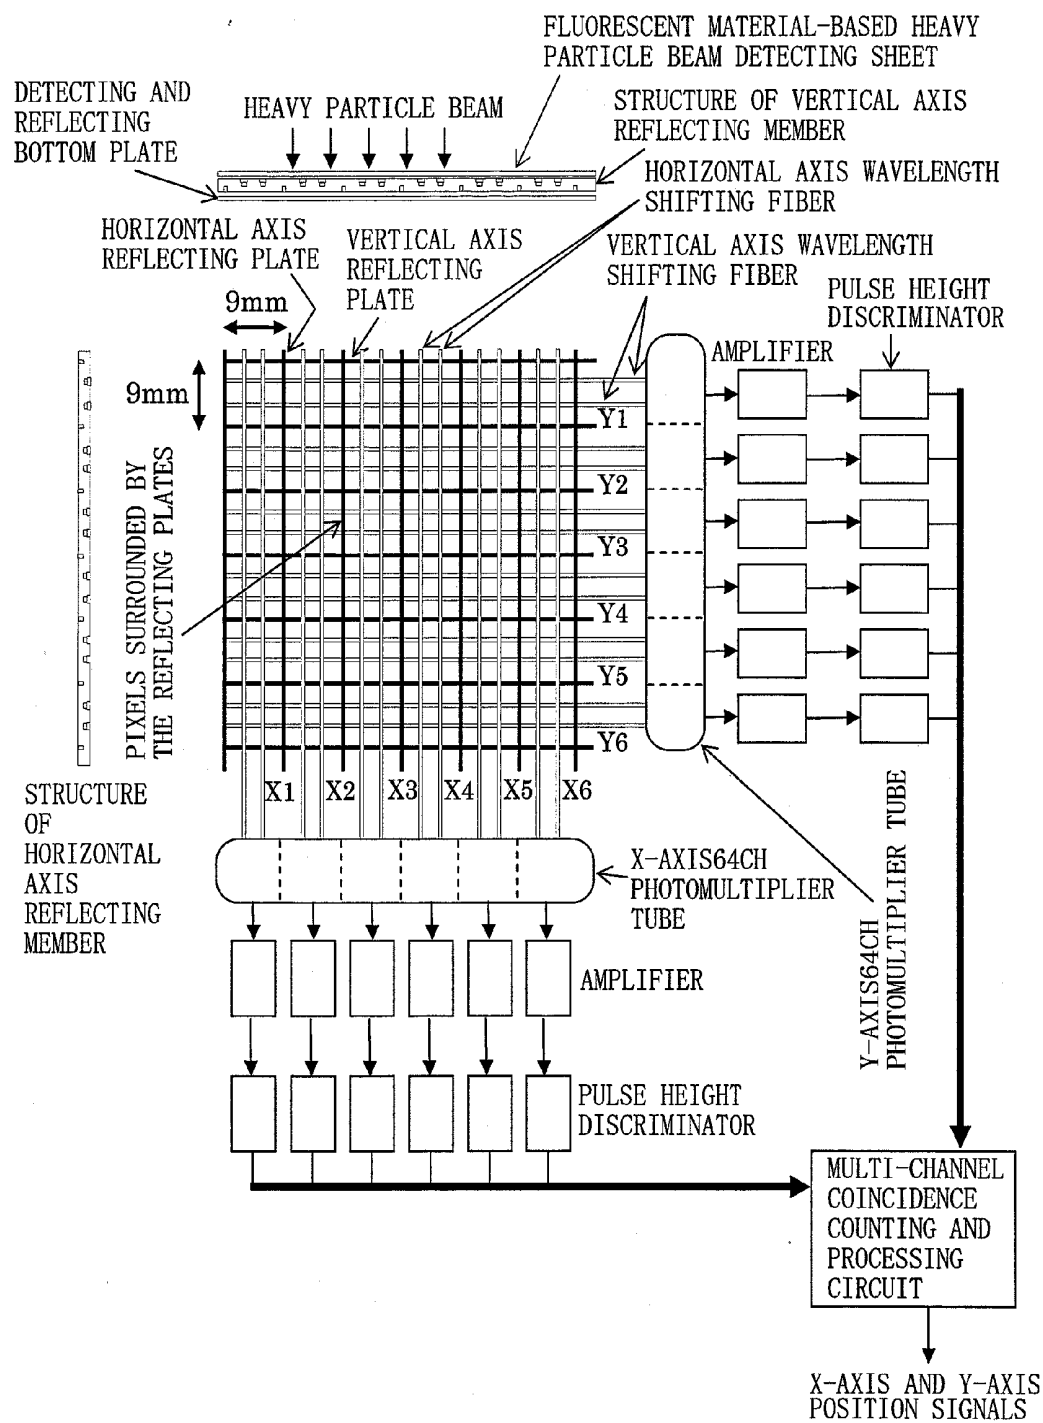 FLUORESCENT MATERIAL-BASED HEAVY
PARTICLE BEAM DETECTING SHEET
DETECTING AND
REFLECTING
BOTTOM PLATE
HEAVY PARTICLE BEAM
STRUCTURE OF VERTICAL AXIS
REFLECTING MEMBER
HORIZONTAL AXIS WAVELENGTH
SHIFTING FIBER
HORIZONTAL AXIS
REFLECTING PLATE
VERTICAL AXIS
REFLECTING
PLATE
VERTICAL AXIS WAVELENGTH
SHIFTING FIBER
PULSE HEIGHT
DISCRIMINATOR
9mm
AMPLIFIER
9mm
Y1
Y2
Y3
Y4
Y5
Y6
PIXELS SURROUNDED BY
THE REFLECTING PLATES
X1
X2
X3
X4
X5
X6
STRUCTURE
OF
HORIZONTAL
AXIS
REFLECTING
MEMBER
X-AXIS64CH
PHOTOMULTIPLIER
TUBE
Y-AXIS64CH
PHOTOMULTIPLIER TUBE
AMPLIFIER
PULSE HEIGHT
DISCRIMINATOR
MULTI-CHANNEL
COINCIDENCE
COUNTING AND
PROCESSING
CIRCUIT
X-AXIS AND Y-AXIS
POSITION SIGNALS